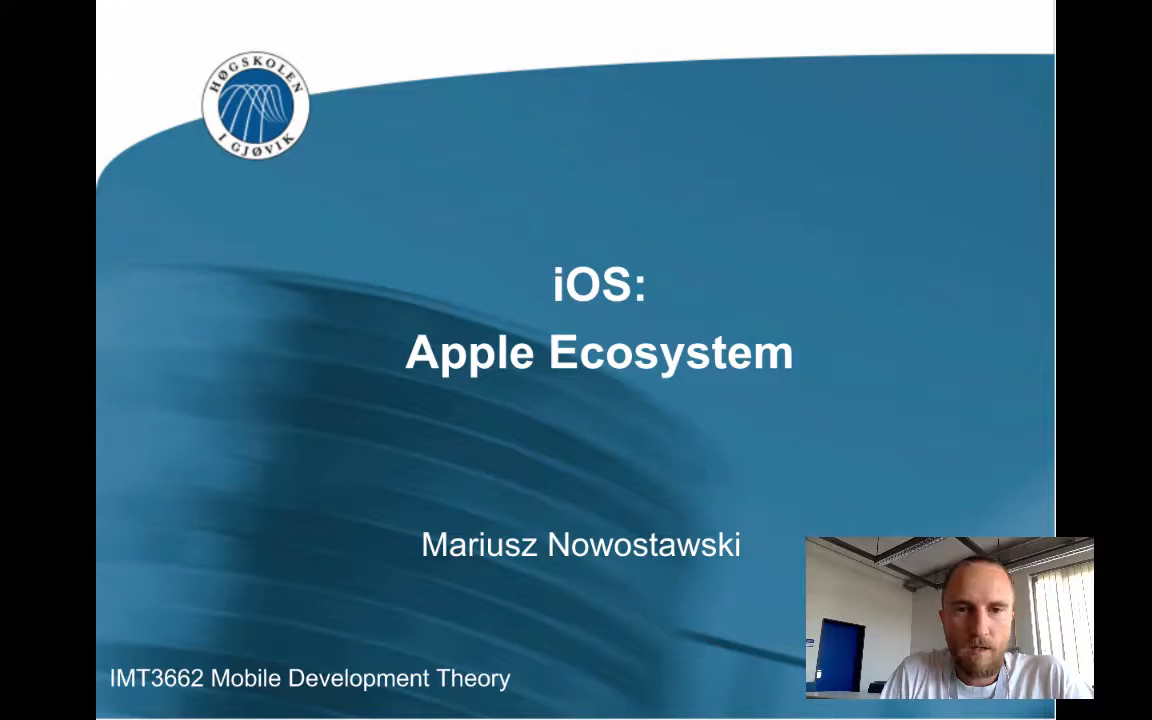 HØGSKOLEN
I GJØVIK
iOS:
Apple Ecosystem
Mariusz Nowostawski
IMT3662 Mobile Development Theory